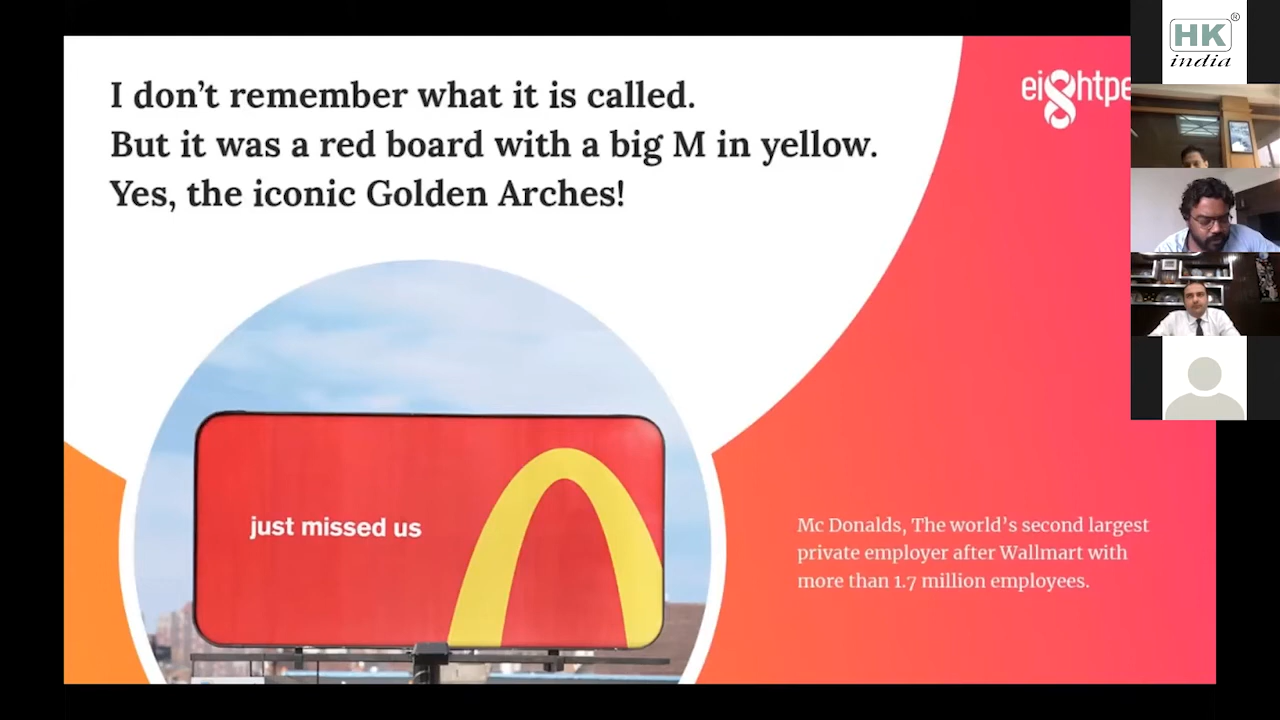 I don’t remember what it is called.
But it was a red board with a big M in yellow.
Yes, the iconic Golden Arches!
ei8htpe
HK®
india
just missed us
Mc Donalds, The world’s second largest
private employer after Wallmart with
more than 1.7 million employees.